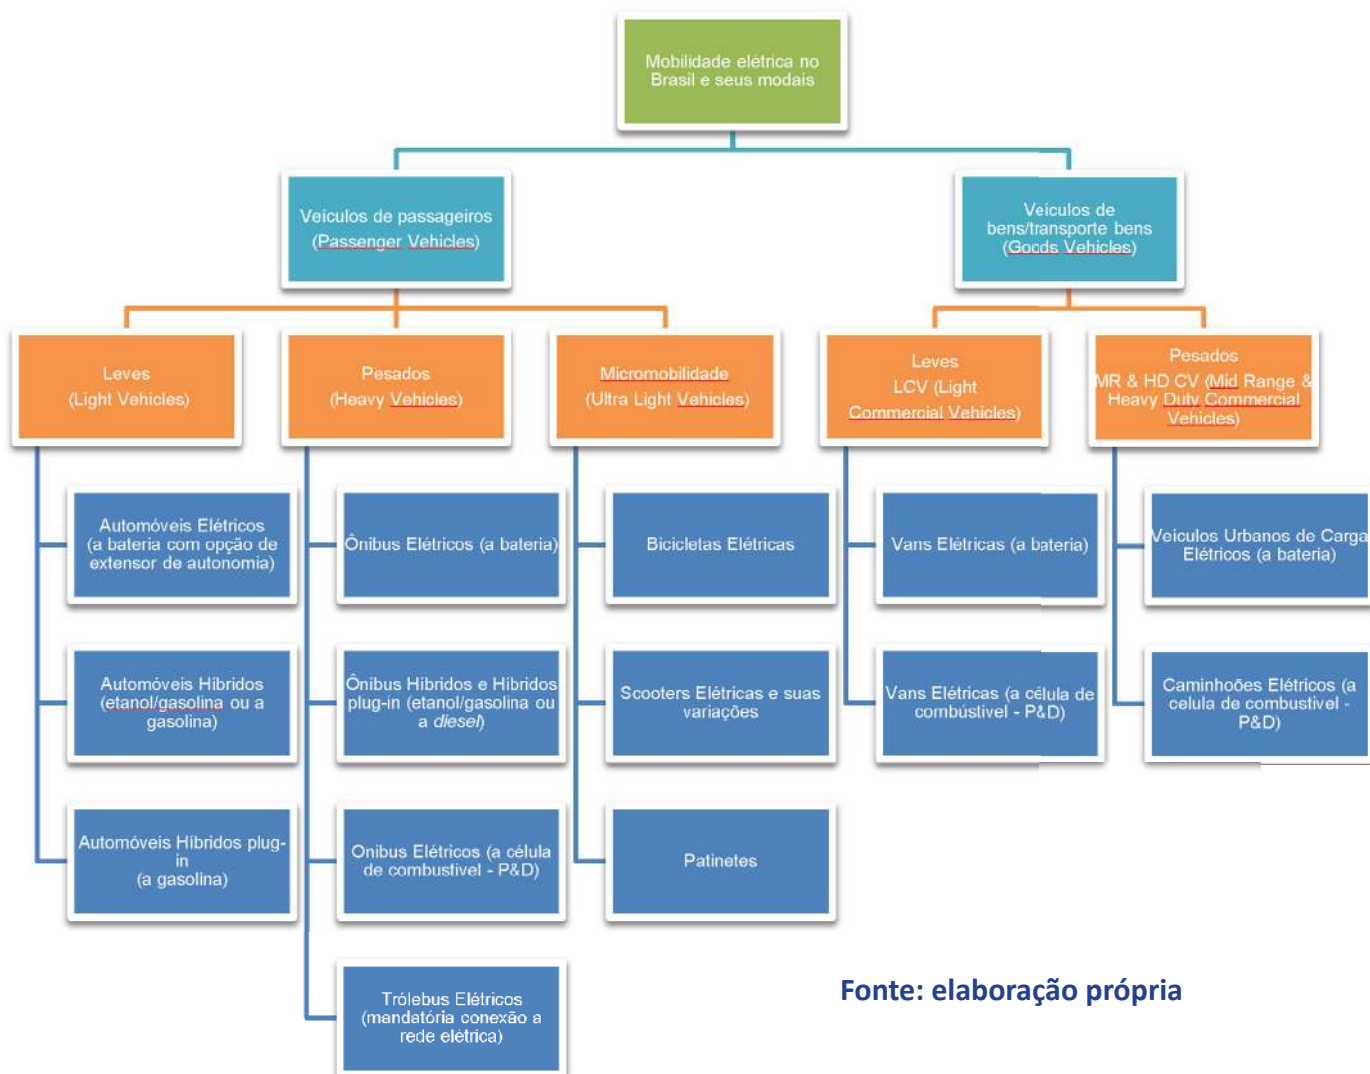 Mobilidade elétrica no
Brasil e seus modais
Veículos de passageiros
(Passenger Vehicles)
Veículos de
bens/transporte bens
(Goods Vehicles)
Leves
(Light Vehicles)
Pesados
(Heavy Vehicles)
Micromobilidade
(Ultra Light Vehicles)
Leves
LCV (Light
Commercial Vehicles)
Pesados
MR & HD CV (Mid Range &
Heavy Duty Commercial
Vehicles)
Automóveis Elétricos
(a bateria com opção de
extensor de autonomia)
Ônibus Elétricos (a bateria)
Bicicletas Elétricas
Vans Elétricas (a bateria)
Veículos Urbanos de Carga
Elétricos (a bateria)
Automóveis Híbridos
(etanol/gasolina ou a
gasolina)
Ônibus Híbridos e Híbridos
plug-in (etanol/gasolina ou
a diesel)
Scooters Elétricas e suas
variações
Vans Elétricas (a célula de
combústivel - P&D)
Caminhoões Elétricos (a
celula de combustivel -
P&D)
Automóveis Híbridos plug-
in
(a gasolina)
Onibus Elétricos (a célula
de combustivel - P&D)
Patinetes
Trólebus Elétricos
(mandatória conexão a
rede elétrica)
Fonte: elaboração própria